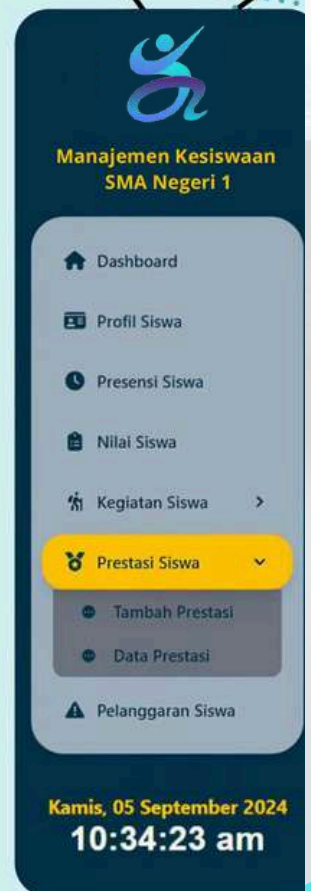 Manajemen Kesiswaan
SMA Negeri 1
Dashboard
Profil Siswa
Presensi Siswa
Nilai Siswa
Kegiatan Siswa
Prestasi Siswa
Tambah Prestasi
Data Prestasi
Pelanggaran Siswa
Kamis, 05 September 2024
10:34:23 am